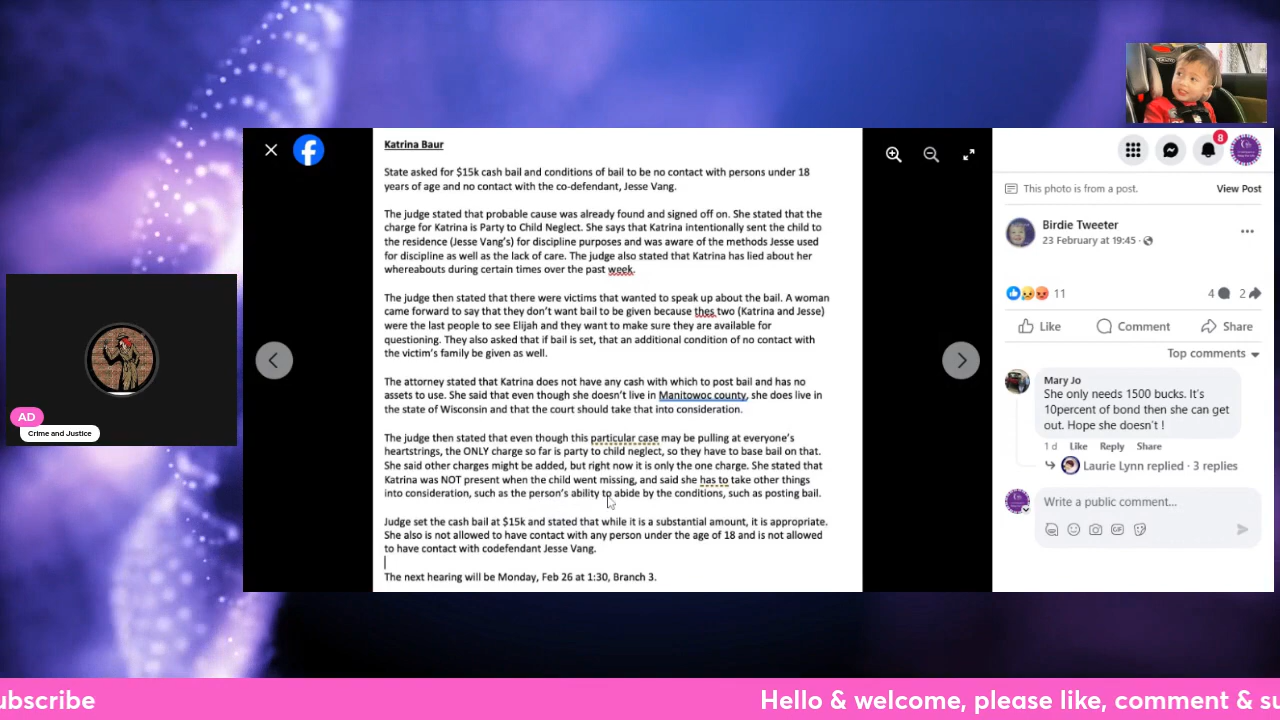 Katrina Baur
State asked for $15k cash bail and conditions of bail to be no contact with persons under 18
years of age and no contact with the co-defendant, Jesse Vang.
The judge stated that probable cause was already found and signed off on. She stated that the
charge for Katrina is Party to Child Neglect. She says that Katrina intentionally sent the child to
the residence (Jesse Vang's) for discipline purposes and was aware of the methods Jesse used
for discipline as well as the lack of care. The judge also stated that Katrina has lied about her
whereabouts during certain times over the past week.
The judge then stated that there were victims that wanted to speak up about the bail. A woman
came forward to say that they don't want bail to be given because thes two (Katrina and Jesse)
were the last people to see Elijah and they want to make sure they are available for
questioning. They also asked that if bail is set, that an additional condition of no contact with
the victim's family be given as well.
The attorney stated that Katrina does not have any cash with which to post bail and has no
assets to use. She said that even though she doesn't live in Manitowoc county, she does live in
the state of Wisconsin and that the court should take that into consideration.
The judge then stated that even though this particular case may be pulling at everyone's
heartstrings, the ONLY charge so far is party to child neglect, so they have to base bail on that.
She said other charges might be added, but right now it is only the one charge. She stated that
Katrina was NOT present when the child went missing, and said she has to take other things
into consideration, such as the person's ability to abide by the conditions, such as posting bail.
Judge set the cash bail at $15k and stated that while it is a substantial amount, it is appropriate.
She also is not allowed to have contact with any person under the age of 18 and is not allowed
to have contact with codefendant Jesse Vang.
The next hearing will be Monday, Feb 26 at 1:30, Branch 3.
8
This photo is from a post.
View Post
Birdie Tweeter
23 February at 19:45 ·
11
4
2
Like
Comment
Share
Top comments
Mary Jo
She only needs 1500 bucks. It's
10percent of bond then she can get
out. Hope she doesn't !
1 d Like Reply Share
Laurie Lynn replied · 3 replies
Write a public comment…
GIF
AD
Crime and Justice
ubscribe
Hello & welcome, please like, comment & su